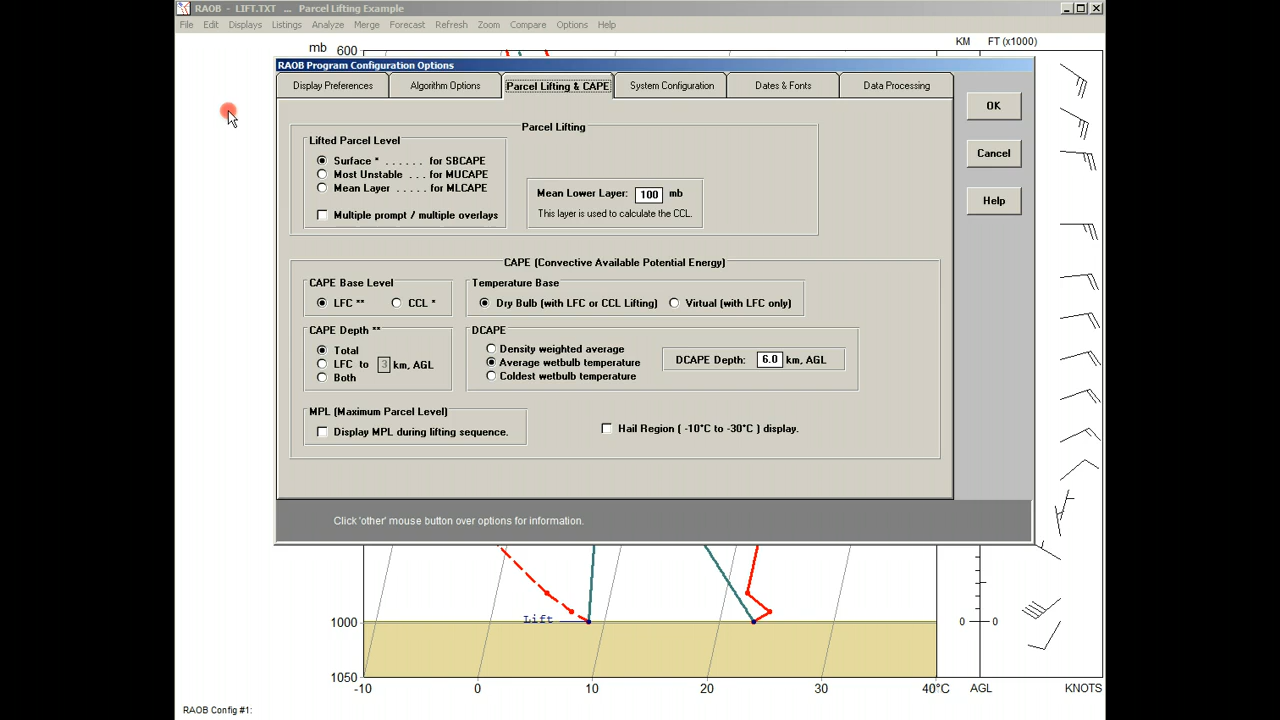 RAOB - LIFT.TXT ... Parcel Lifting Example
File Edit Displays Listings Analyze Merge Forecast Refresh Zoom Compare Options Help
mb 600
KM FT (x1000)
RAOB Program Configuration Options
Display Preferences Algorithm Options Parcel Lifting & CAPE System Configuration Dates & Fonts Data Processing
OK
Cancel
Help
Parcel Lifting
Lifted Parcel Level
Surface * . . . . . . for SBCAPE
Most Unstable . . . for MUCAPE
Mean Layer . . . . . for MLCAPE
Multiple prompt / multiple overlays
Mean Lower Layer: 100 mb
This layer is used to calculate the CCL.
CAPE (Convective Available Potential Energy)
CAPE Base Level
LFC ** CCL *
Temperature Base
Dry Bulb (with LFC or CCL Lifting) Virtual (with LFC only)
CAPE Depth **
Total
LFC to 3 km, AGL
Both
DCAPE
Density weighted average
Average wetbulb temperature
Coldest wetbulb temperature
DCAPE Depth: 6.0 km, AGL
MPL (Maximum Parcel Level)
Display MPL during lifting sequence.
Hail Region ( -10°C to -30°C ) display.
Click 'other' mouse button over options for information.
Lift
1000
0 0
1050
-10 0 10 20 30 40°C AGL KNOTS
RAOB Config #1: